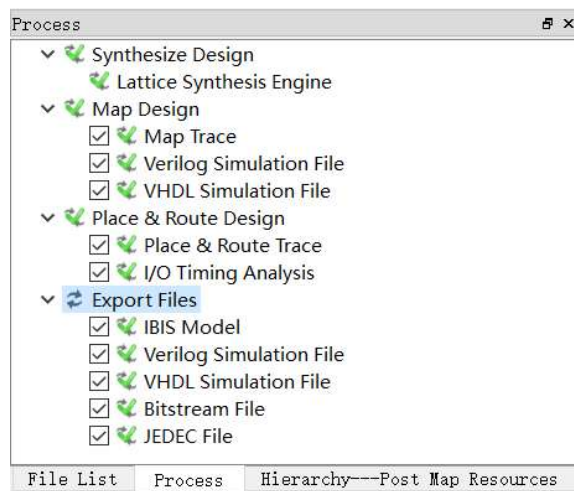 Process
Synthesize Design
Lattice Synthesis Engine
Map Design
Map Trace
Verilog Simulation File
VHDL Simulation File
Place & Route Design
Place & Route Trace
I/O Timing Analysis
Export Files
IBIS Model
Verilog Simulation File
VHDL Simulation File
Bitstream File
JEDEC File
File List Process Hierarchy---Post Map Resources